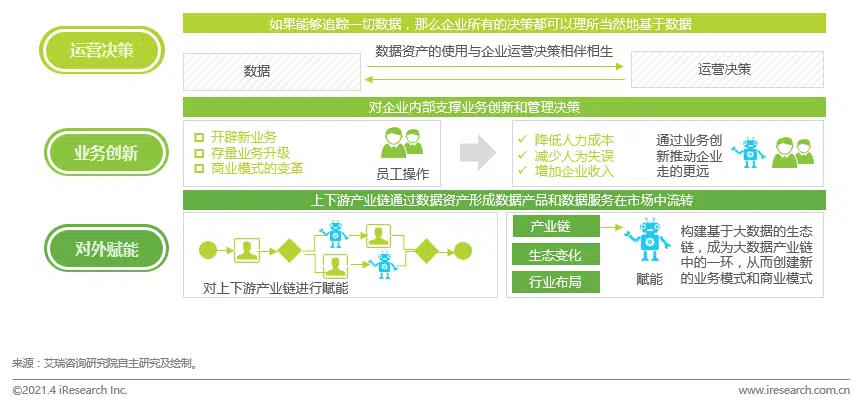 如果能够追踪一切数据，那么企业所有的决策都可以理所当然地基于数据
运营决策
数据资产的使用与企业运营决策相伴相生
数据
运营决策
对企业内部支撑业务创新和管理决策
业务创新
开辟新业务
存量业务升级
商业模式的变革
员工操作
降低人力成本
减少人为失误
增加企业收入
通过业务创
新推动企业
走的更远
上下游产业链通过数据资产形成数据产品和数据服务在市场中流转
对外赋能
对上下游产业链进行赋能
产业链
生态变化
行业布局
赋能
构建基于大数据的生态
链，成为大数据产业链
中的一环，从而创建新
的业务模式和商业模式
来源：艾瑞咨询研究院自主研究及绘制。
©2021.4 iResearch Inc.
www.iresearch.com.cn